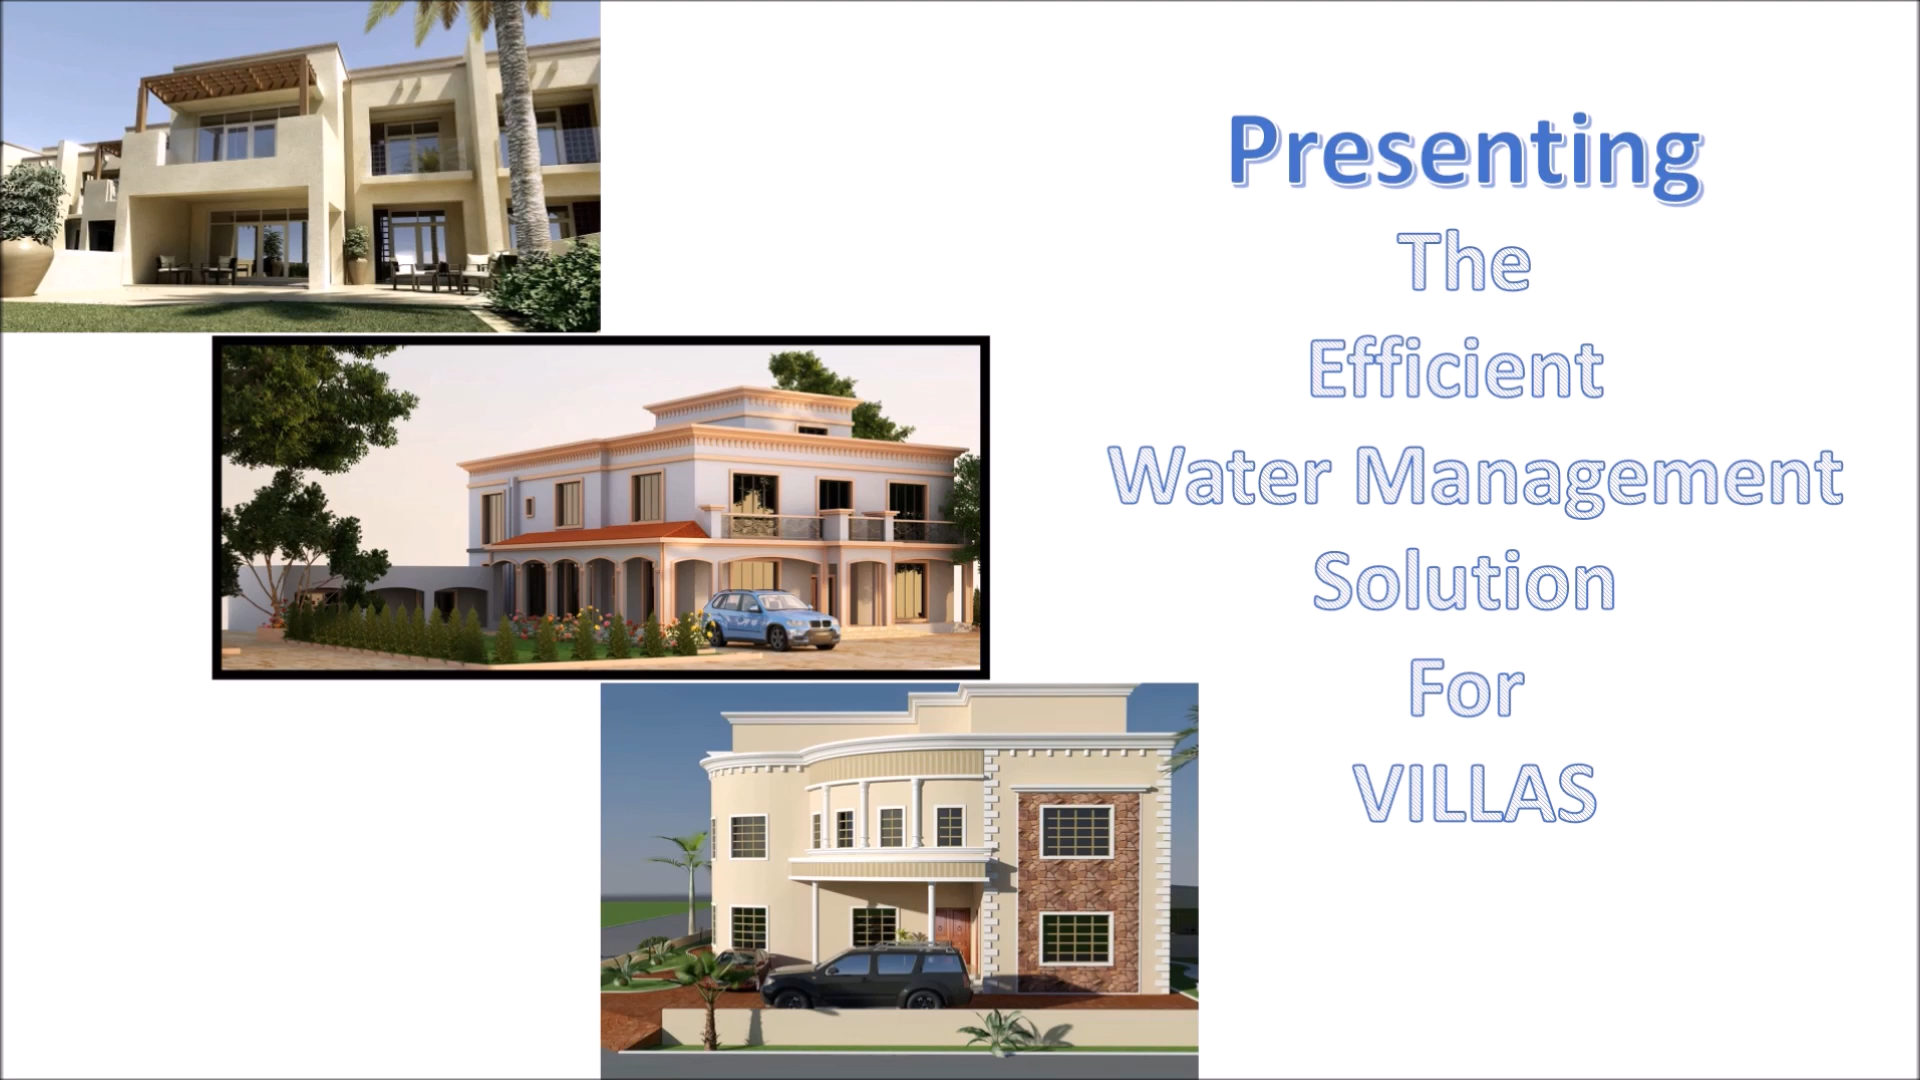 Presenting
The
Efficient
Water Management
Solution
For
VILLAS